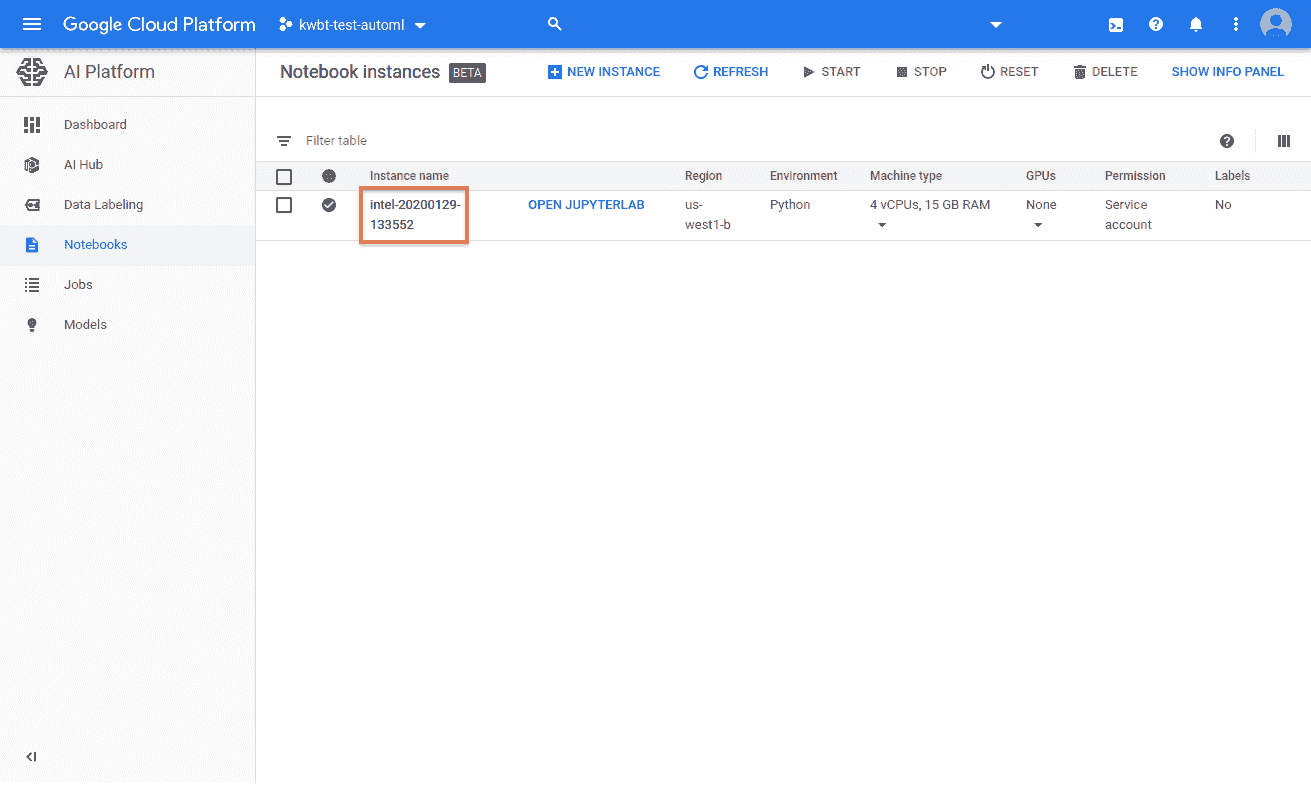 Google Cloud Platform kwbt-test-automl
AI Platform
Notebook instances BETA NEW INSTANCE REFRESH START STOP RESET DELETE SHOW INFO PANEL
Dashboard
AI Hub
Data Labeling
Notebooks
Jobs
Models
Filter table
Instance name Region Environment Machine type GPUs Permission Labels
intel-20200129- OPEN JUPYTERLAB us- Python 4 vCPUs, 15 GB RAM None Service No
133552 west1-b account